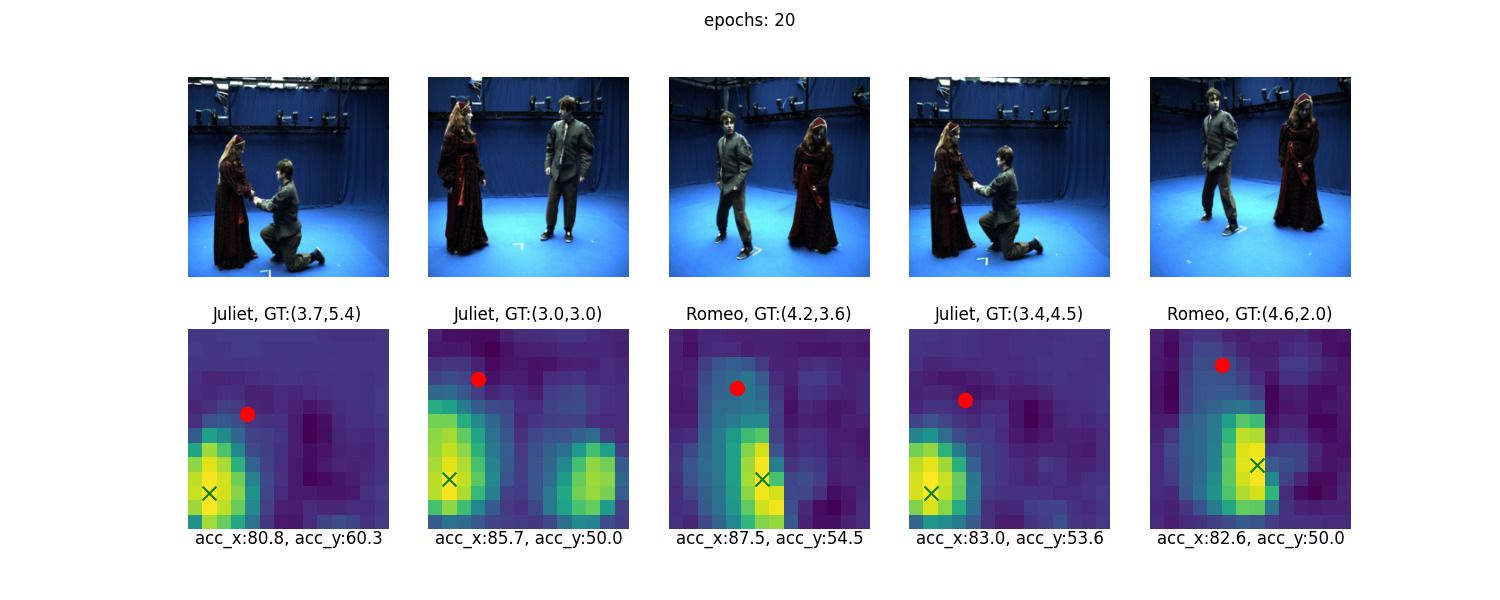 epochs: 20
Juliet, GT:(3.7,5.4)
Juliet, GT:(3.0,3.0)
Romeo, GT:(4.2,3.6)
Juliet, GT:(3.4,4.5)
Romeo, GT:(4.6,2.0)
acc_x:80.8, acc_y:60.3
acc_x:85.7, acc_y:50.0
acc_x:87.5, acc_y:54.5
acc_x:83.0, acc_y:53.6
acc_x:82.6, acc_y:50.0